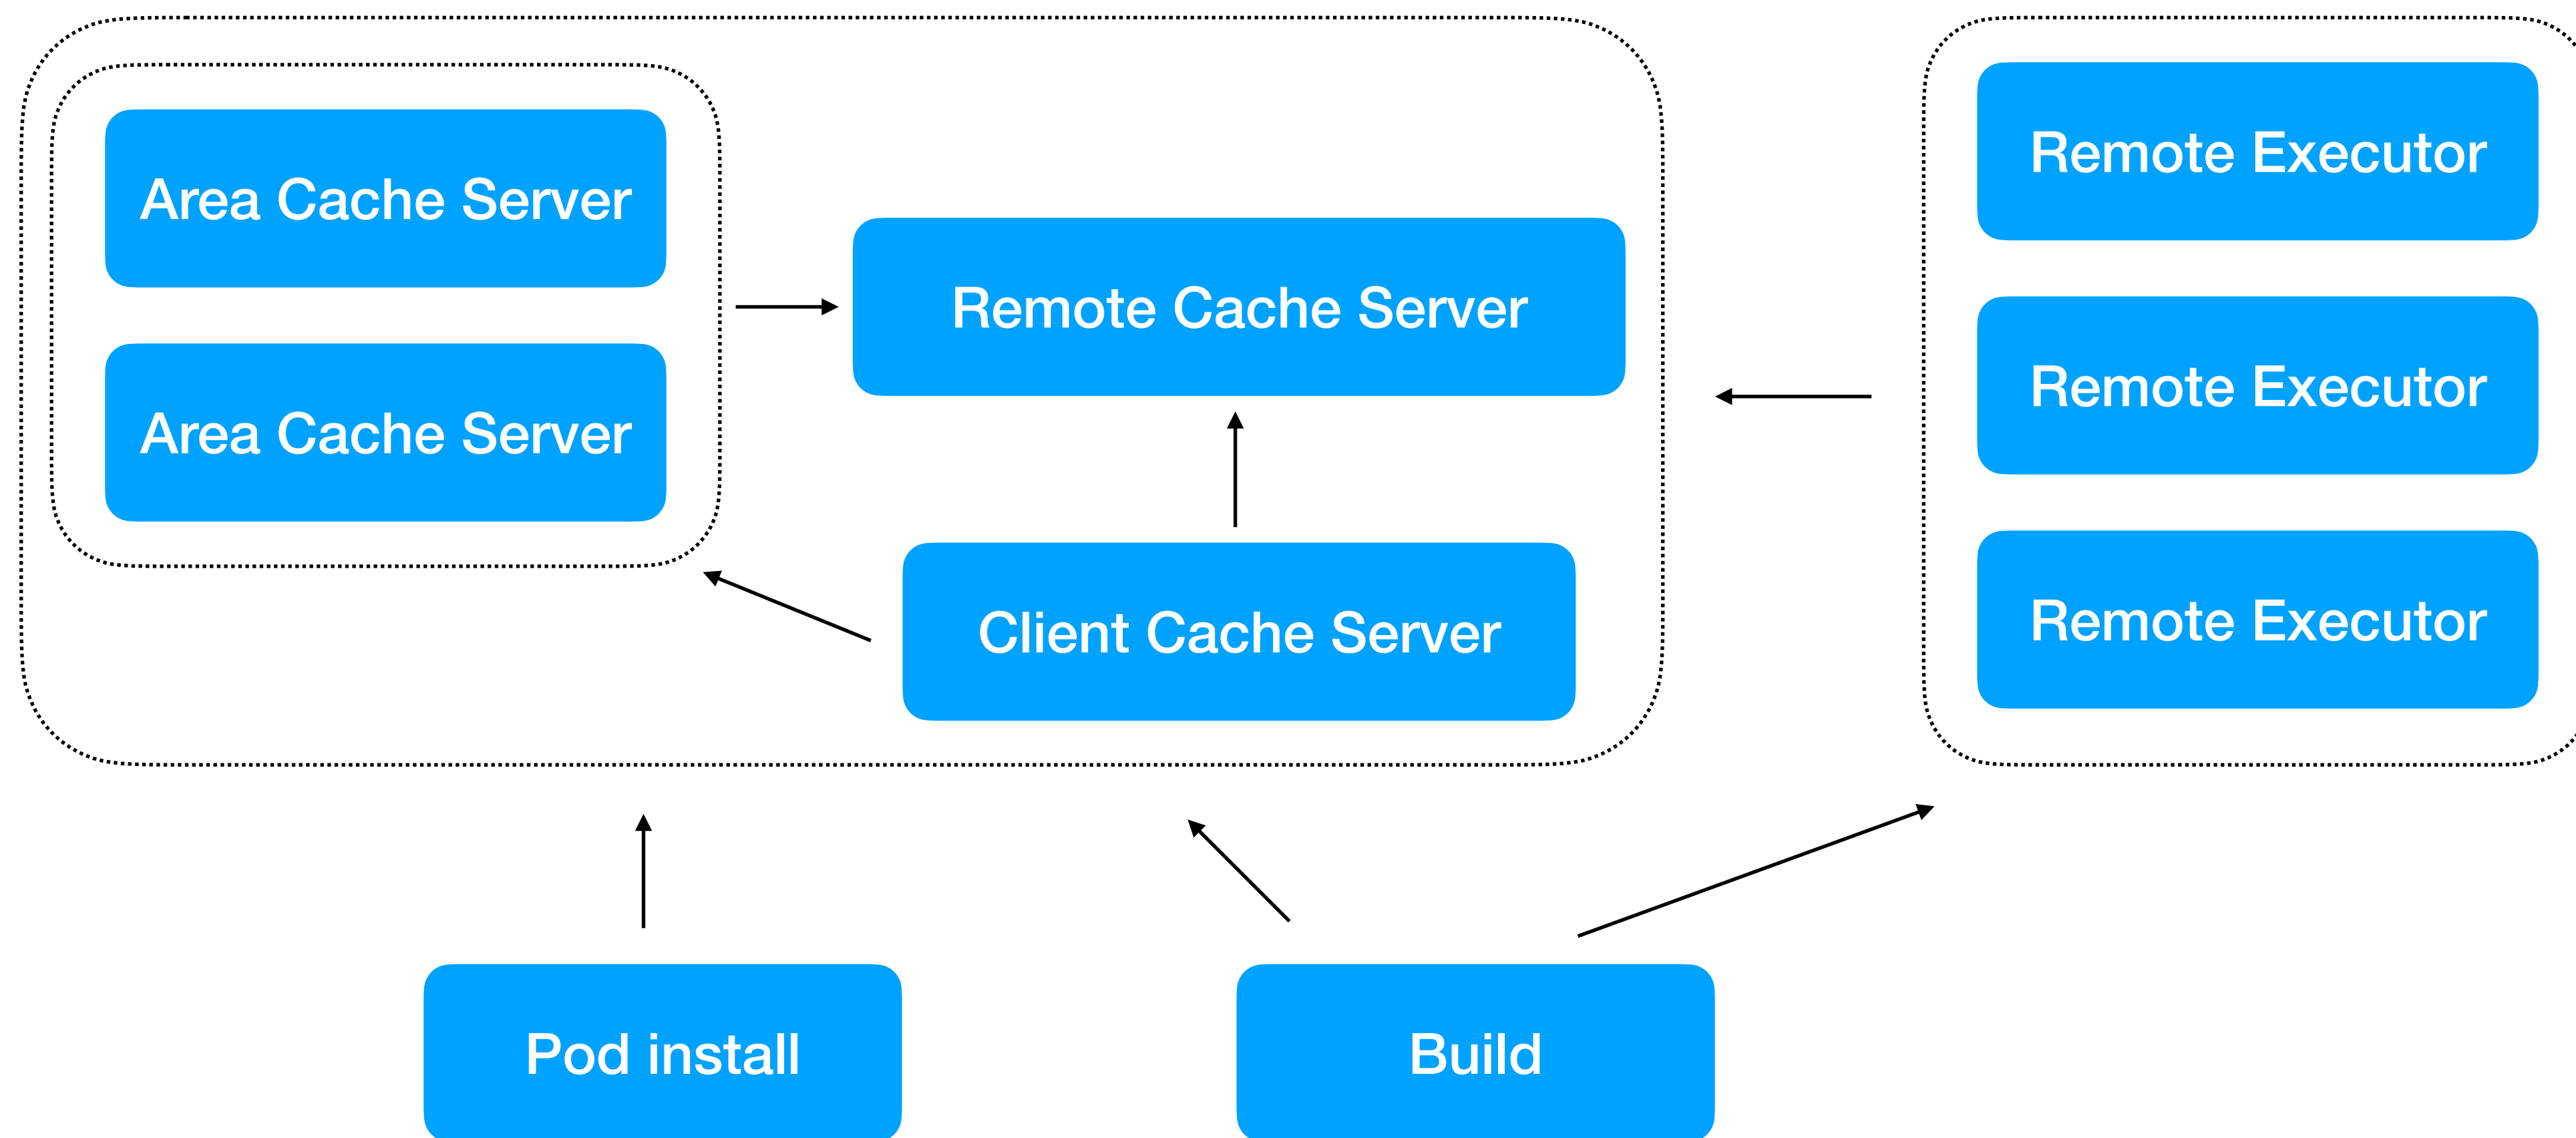 Area Cache Server
Area Cache Server
Remote Cache Server
Client Cache Server
Remote Executor
Remote Executor
Remote Executor
Pod install
Build